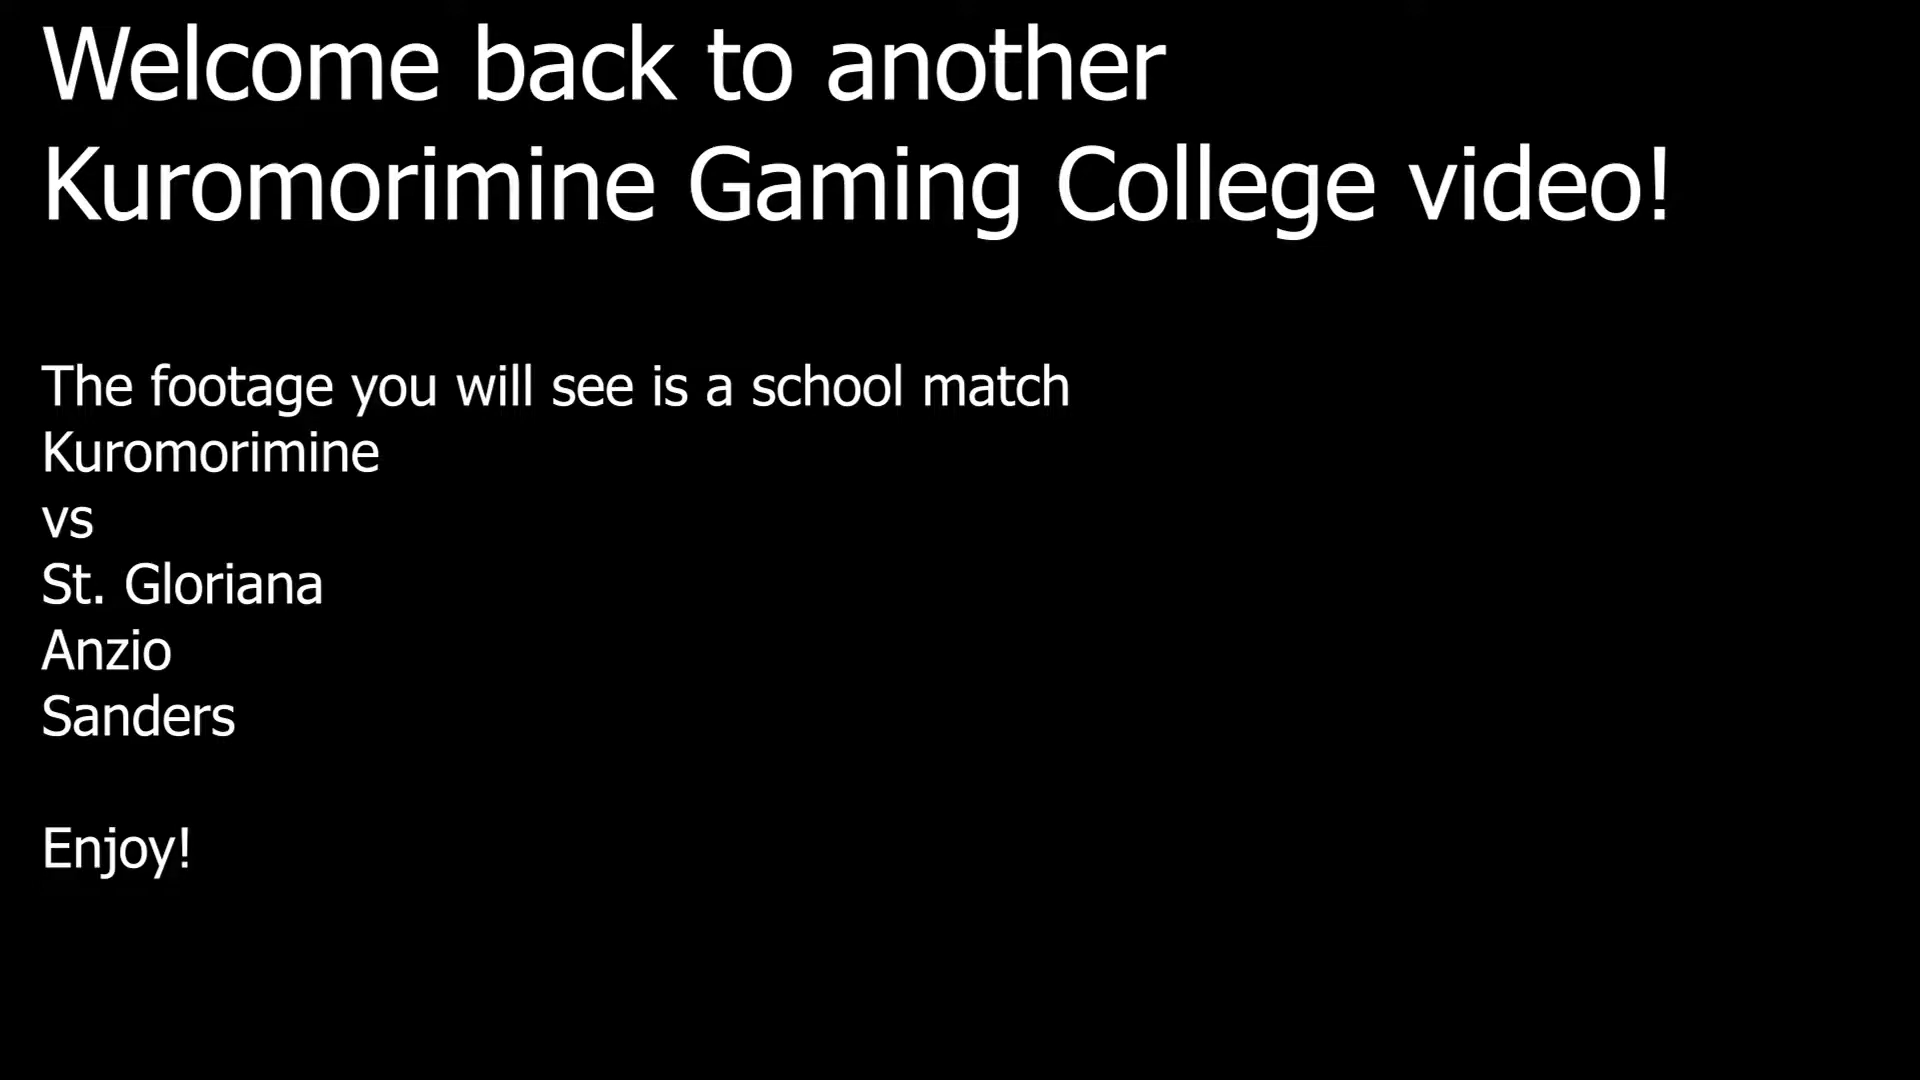 Welcome back to another
Kuromorimine Gaming College video!
The footage you will see is a school match
Kuromorimine
vs
St. Gloriana
Anzio
Sanders
Enjoy!